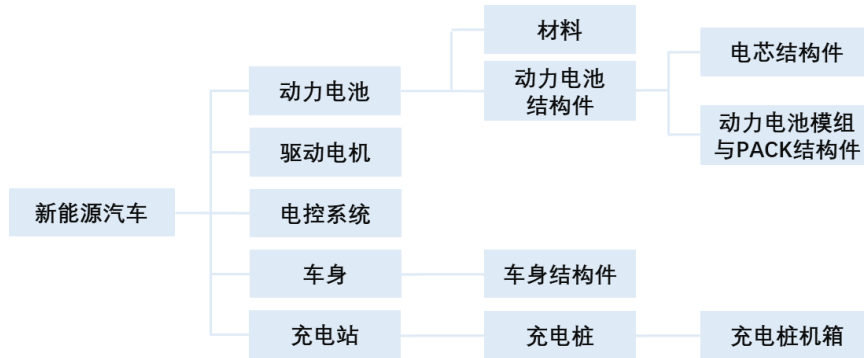 材料
动力电池
动力电池
结构件
电芯结构件
动力电池模组
与PACK结构件
驱动电机
新能源汽车
电控系统
车身
车身结构件
充电站
充电桩
充电桩机箱